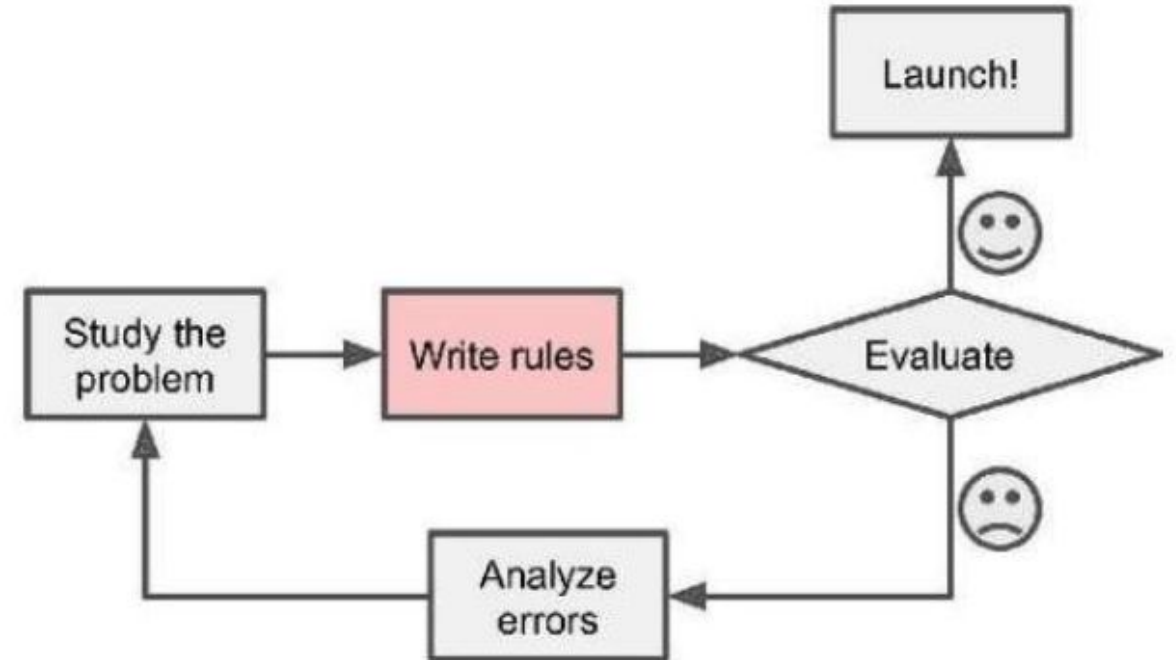 Launch!
Study the
problem
Write rules
Evaluate
Analyze
errors